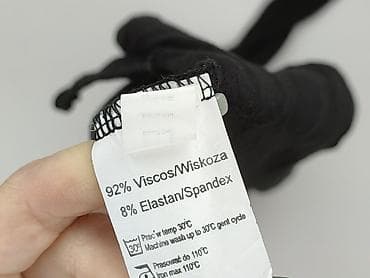 92% Viscos/Wiskoza
8% Elastan/Spandex
30° Prać w temp 30°C
Machine wash up to 30°C gent cycle
Prasować do 110°C
Iron max 110°C